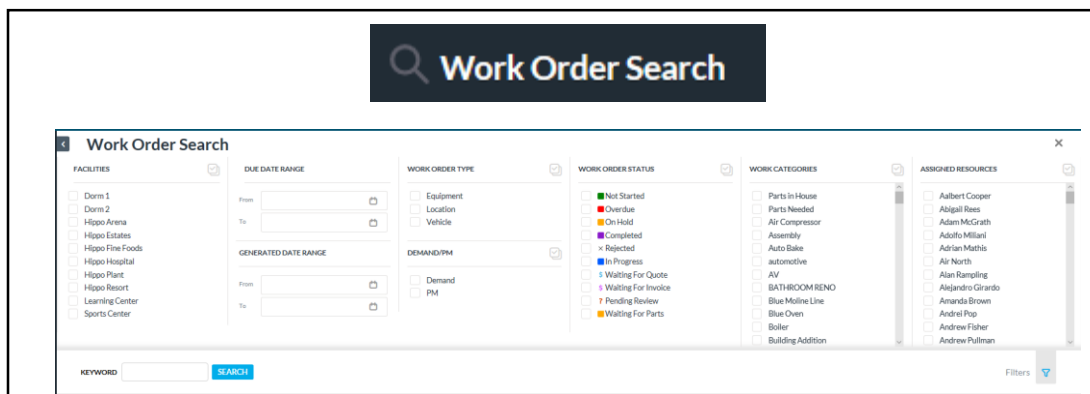 Work Order Search
Work Order Search
FACILITIES
Dorm 1
Dorm 2
Hippo Arena
Hippo Estates
Hippo Fine Foods
Hippo Hospital
Hippo Plant
Hippo Resort
Learning Center
Sports Center
DUE DATE RANGE
From
To
GENERATED DATE RANGE
From
To
WORK ORDER TYPE
Equipment
Location
Vehicle
DEMAND/PM
Demand
PM
WORK ORDER STATUS
Not Started
Overdue
On Hold
Completed
× Rejected
In Progress
$ Waiting For Quote
$ Waiting For Invoice
? Pending Review
Waiting For Parts
WORK CATEGORIES
Parts in House
Parts Needed
Air Compressor
Assembly
Auto Bake
automotive
AV
BATHROOM RENO
Blue Moline Line
Blue Oven
Boiler
Building Addition
ASSIGNED RESOURCES
Aalbert Cooper
Abigail Rees
Adam McGrath
Adolfo Miliani
Adrian Mathis
Air North
Alan Rampling
Alejandro Girardo
Amanda Brown
Andrei Pop
Andrew Fisher
Andrew Pullman
KEYWORD
SEARCH
Filters